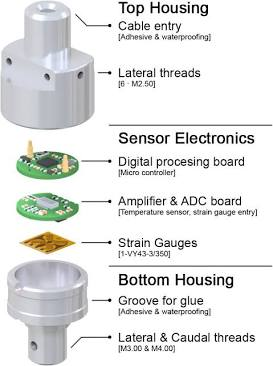 Top Housing
Cable entry
[Adhesive & waterproofing]
Lateral threads
[6 - M2.50]
Sensor Electronics
Digital procesing board
[Micro controller]
Amplifier & ADC board
[Temperature sensor, strain gauge entry]
Strain Gauges
[1-VY43-3/350]
Bottom Housing
Groove for glue
[Adhesive & waterproofing]
Lateral & Caudal threads
[M3.00 & M4.00]